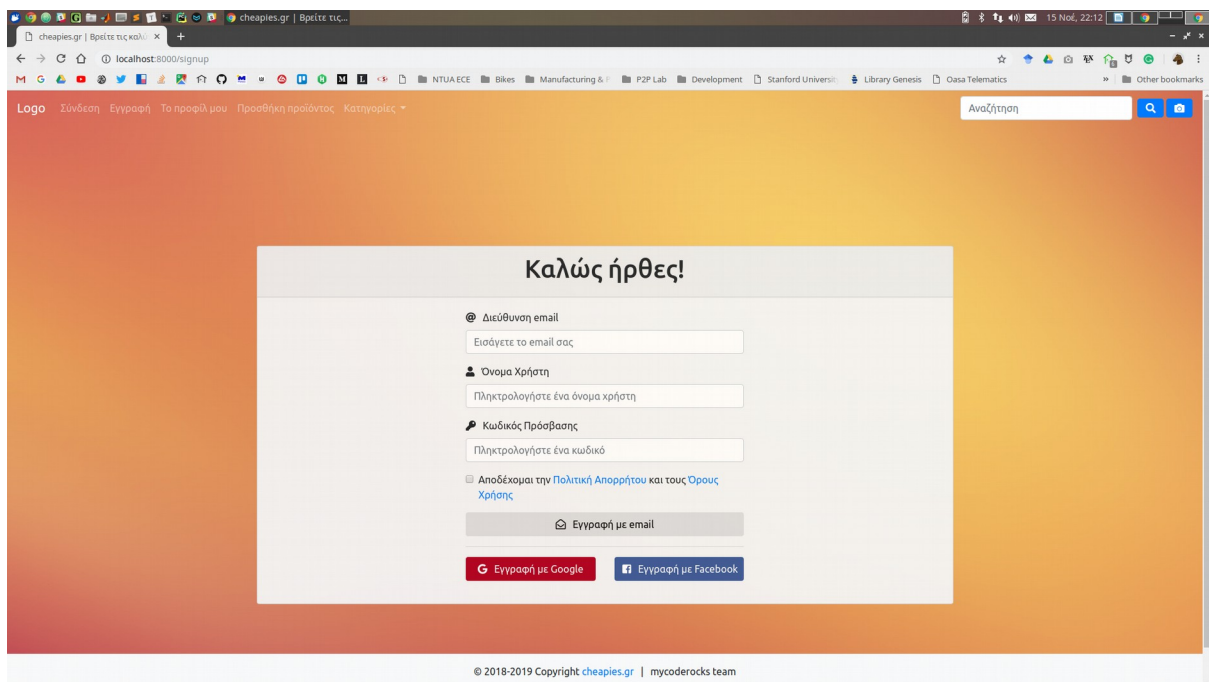 cheapies.gr | Βρείτε τις...
15 Νοέ, 22:12
cheapies.gr | Βρείτε τις καλύ
localhost:8000/signup
NTUA ECE Bikes Manufacturing & P2P Lab Development Stanford Universi Library Genesis Oasa Telematics » Other bookmarks
Logo Σύνδεση Εγγραφή Το προφίλ μου Προσθήκη προϊόντος Κατηγορίες Αναζήτηση
Καλώς ήρθες!
Διεύθυνση email
Εισάγετε το email σας
Όνομα Χρήστη
Πληκτρολογήστε ένα όνομα χρήστη
Κωδικός Πρόσβασης
Πληκτρολογήστε ένα κωδικό
Αποδέχομαι την Πολιτική Απορρήτου και τους Όρους
Χρήσης
Εγγραφή με email
Εγγραφή με Google Εγγραφή με Facebook
© 2018-2019 Copyright cheapies.gr | mycoderocks team